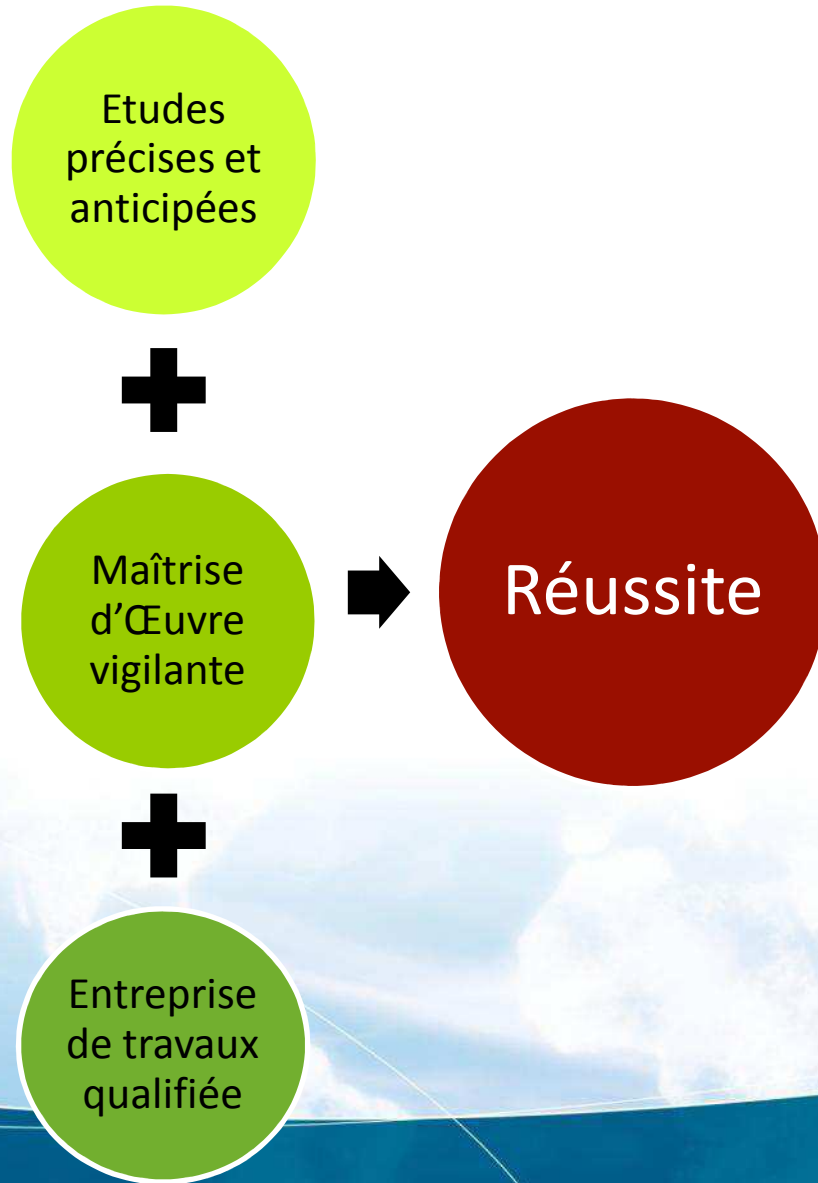 Etudes
précises et
anticipées
Maîtrise
d’Œuvre
vigilante
Réussite
Entreprise
de travaux
qualifiée